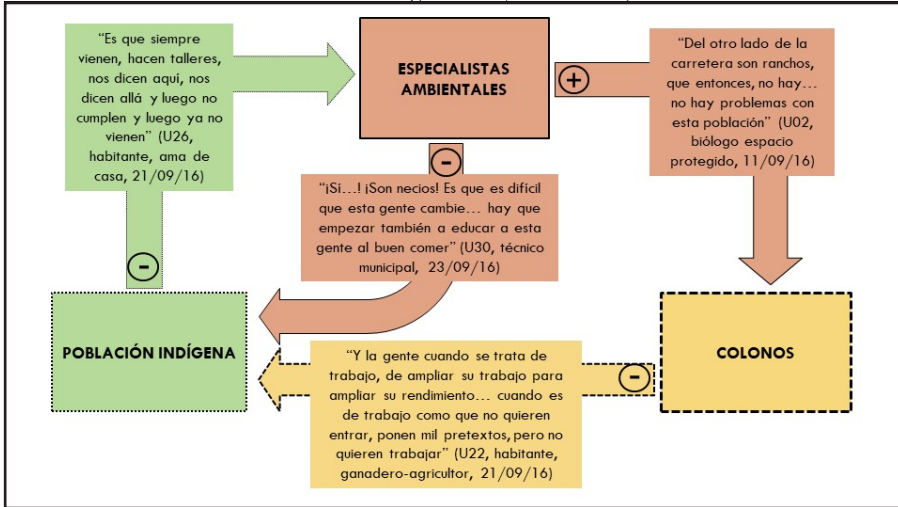 “Es que siempre
vienen, hacen talleres,
nos dicen aquí, nos
dicen allá y luego no
cumplen y luego ya no
vienen” (U26,
habitante, ama de
casa, 21/09/16)
ESPECIALISTAS
AMBIENTALES
+
“Del otro lado de la
carretera son ranchos,
que entonces, no hay…
no hay problemas con
esta población” (U02,
biólogo espacio
protegido, 11/09/16)
-
“¡Sí…! ¡Son necios! Es que es difícil
que esta gente cambie… hay que
empezar también a educar a esta
gente al buen comer” (U30, técnico
municipal, 23/09/16)
-
POBLACIÓN INDÍGENA
“Y la gente cuando se trata de
trabajo, de ampliar su trabajo para
ampliar su rendimiento… cuando es
de trabajo como que no quieren
entrar, ponen mil pretextos, pero no
quieren trabajar” (U22, habitante,
ganadero-agricultor, 21/09/16)
-
COLONOS